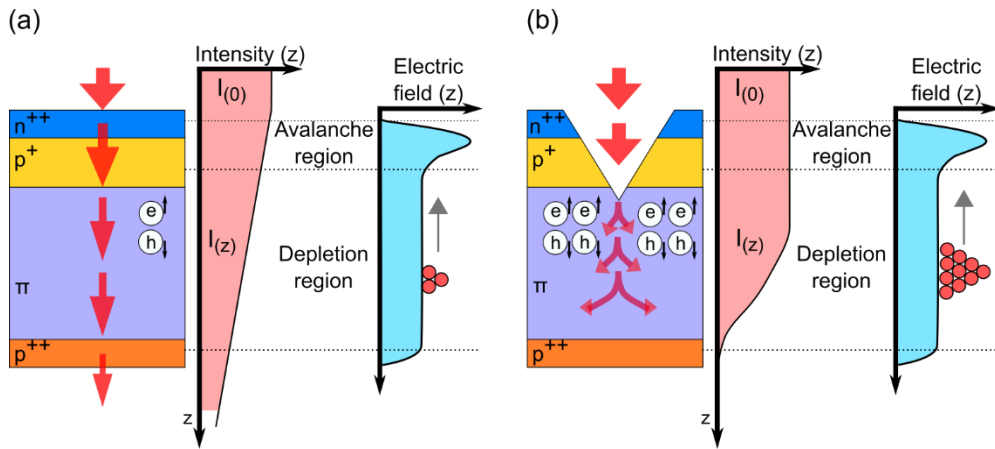 (a)
Intensity (z)
I(0)
Electric
field (z)
n++
p+
Avalanche
region
e
h
I(z)
Depletion
region
π
p++
z
(b)
Intensity (z)
I(0)
Electric
field (z)
n++
p+
Avalanche
region
e e e e
h h h h
I(z)
Depletion
region
π
p++
z